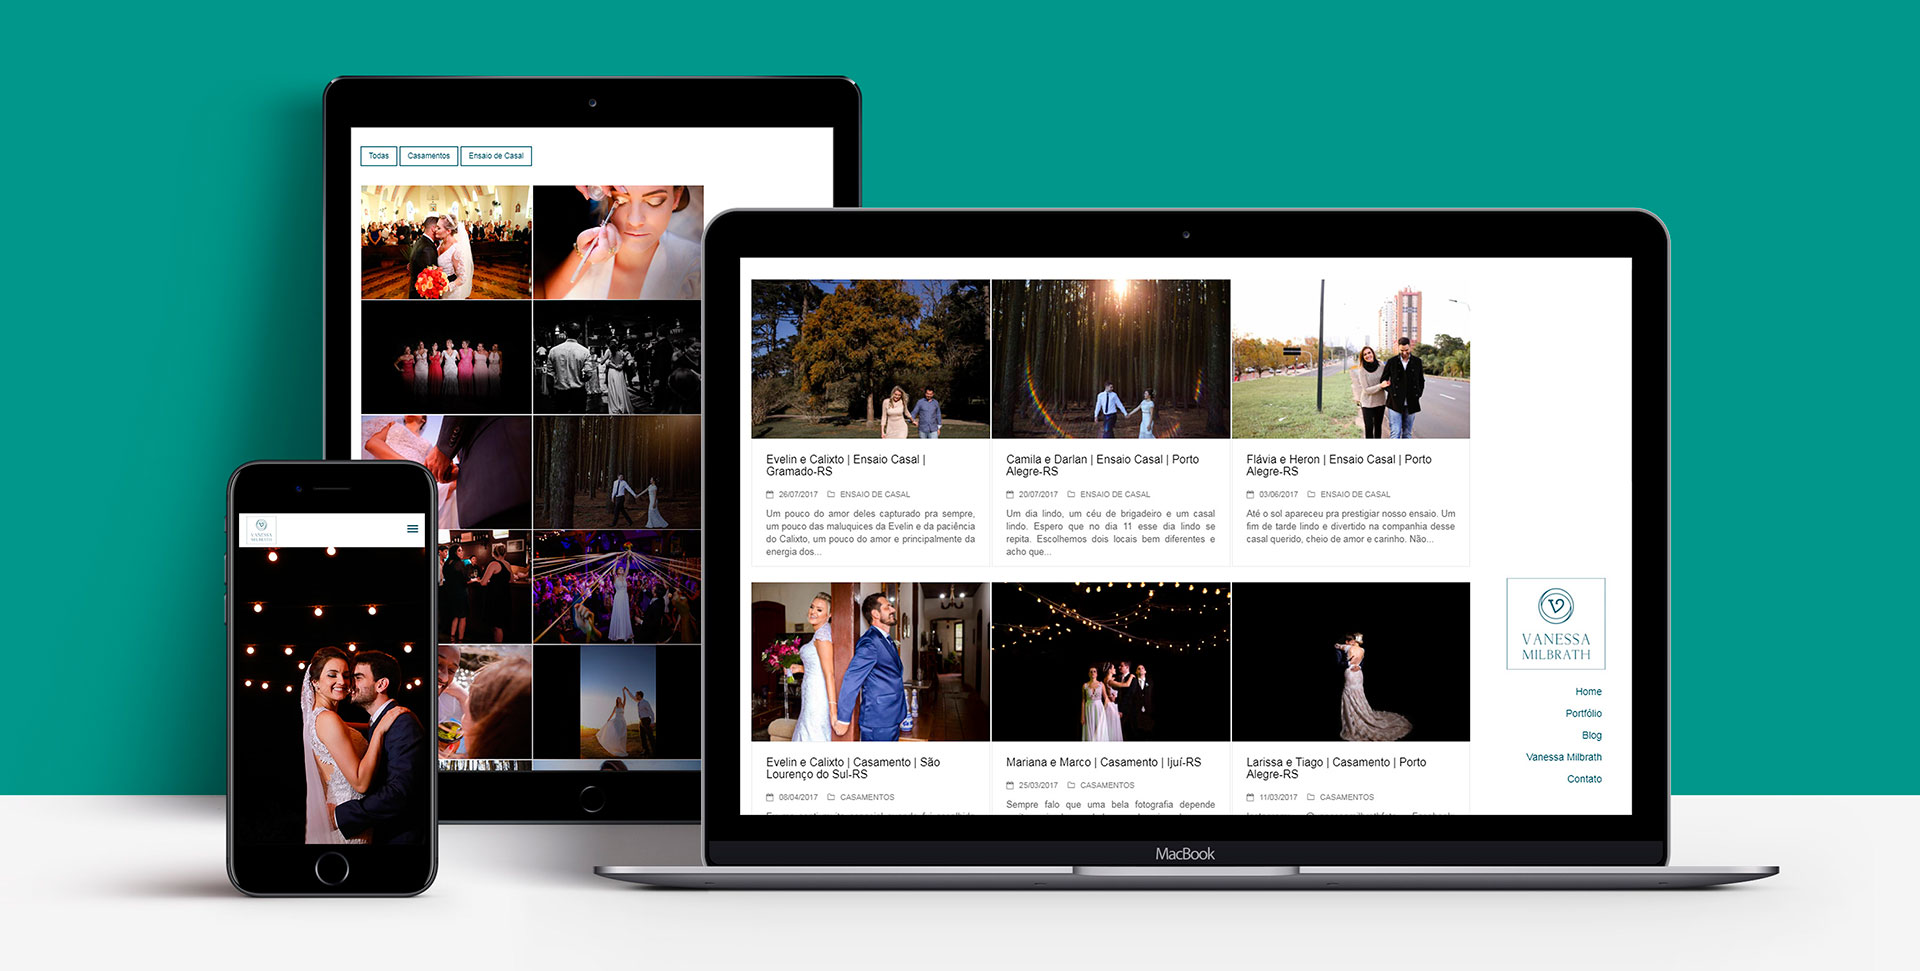 Todas
Casamentos
Ensaio de Casal
VANESSA
MILBRATH
Evelin e Calixto | Ensaio Casal |
Gramado-RS
26/07/2017 ENSAIO DE CASAL
Um pouco do amor deles capturado pra sempre,
um pouco das maluquices da Evelin e da paciência
do Calixto, um pouco do amor e principalmente da
energia dos...
Camila e Darlan | Ensaio Casal | Porto
Alegre-RS
20/07/2017 ENSAIO DE CASAL
Um dia lindo, um céu de brigadeiro e um casal
lindo. Espero que no dia 11 esse dia lindo se
repita. Escolhemos dois locais bem diferentes e
acho que...
Flávia e Heron | Ensaio Casal | Porto
Alegre-RS
03/06/2017 ENSAIO DE CASAL
Até o sol apareceu pra prestigiar nosso ensaio. Um
fim de tarde lindo e divertido na companhia desse
casal querido, cheio de amor e carinho. Não...
Evelin e Calixto | Casamento | São
Lourenço do Sul-RS
08/04/2017 CASAMENTOS
Mariana e Marco | Casamento | Ijuí-RS
25/03/2017 CASAMENTOS
Sempre falo que uma bela fotografia depende
Larissa e Tiago | Casamento | Porto
Alegre-RS
11/03/2017 CASAMENTOS
VANESSA
MILBRATH
Home
Portfólio
Blog
Vanessa Milbrath
Contato
MacBook